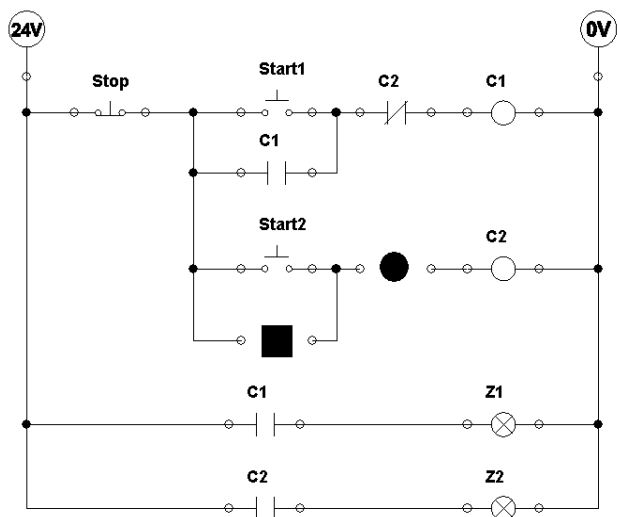 24V 0V
Stop Start1 C2 C1
C1
Start2 C2
C1 Z1
C2 Z2